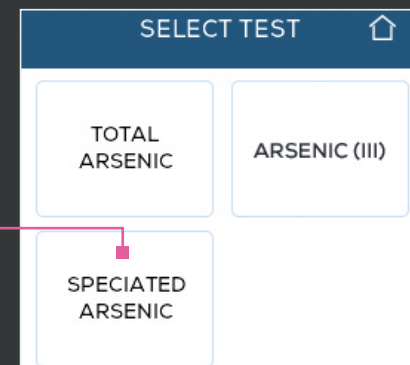 SELECT TEST
TOTAL
ARSENIC
ARSENIC (III)
SPECIATED
ARSENIC